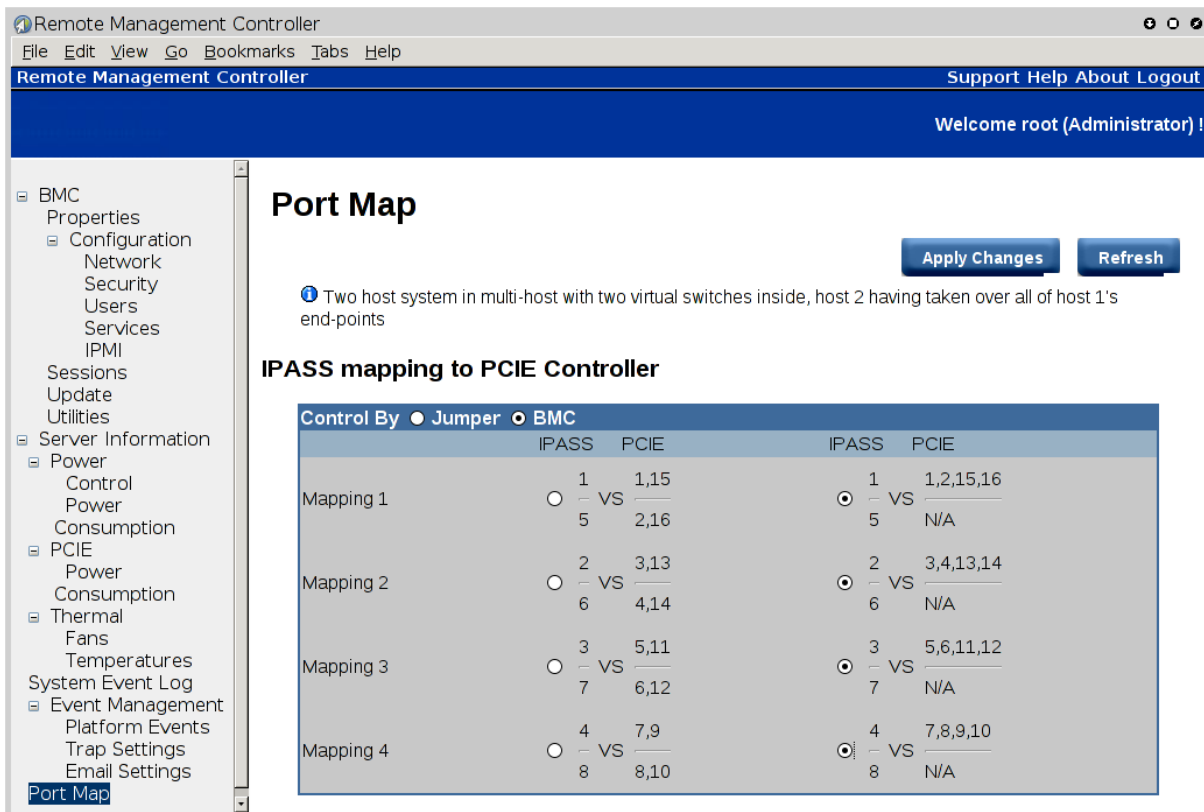 Remote Management Controller
File Edit View Go Bookmarks Tabs Help
Remote Management Controller Support Help About Logout
Welcome root (Administrator) !
BMC
Properties
Configuration
Network
Security
Users
Services
IPMI
Sessions
Update
Utilities
Server Information
Power
Control
Power
Consumption
PCIE
Power
Consumption
Thermal
Fans
Temperatures
System Event Log
Event Management
Platform Events
Trap Settings
Email Settings
Port Map
Port Map
Apply Changes Refresh
Two host system in multi-host with two virtual switches inside, host 2 having taken over all of host 1's
end-points
IPASS mapping to PCIE Controller
Control By Jumper BMC
IPASS PCIE IPASS PCIE
1 1,15 1 1,2,15,16
Mapping 1 VS VS
5 2,16 5 N/A
2 3,13 2 3,4,13,14
Mapping 2 VS VS
6 4,14 6 N/A
3 5,11 3 5,6,11,12
Mapping 3 VS VS
7 6,12 7 N/A
4 7,9 4 7,8,9,10
Mapping 4 VS VS
8 8,10 8 N/A